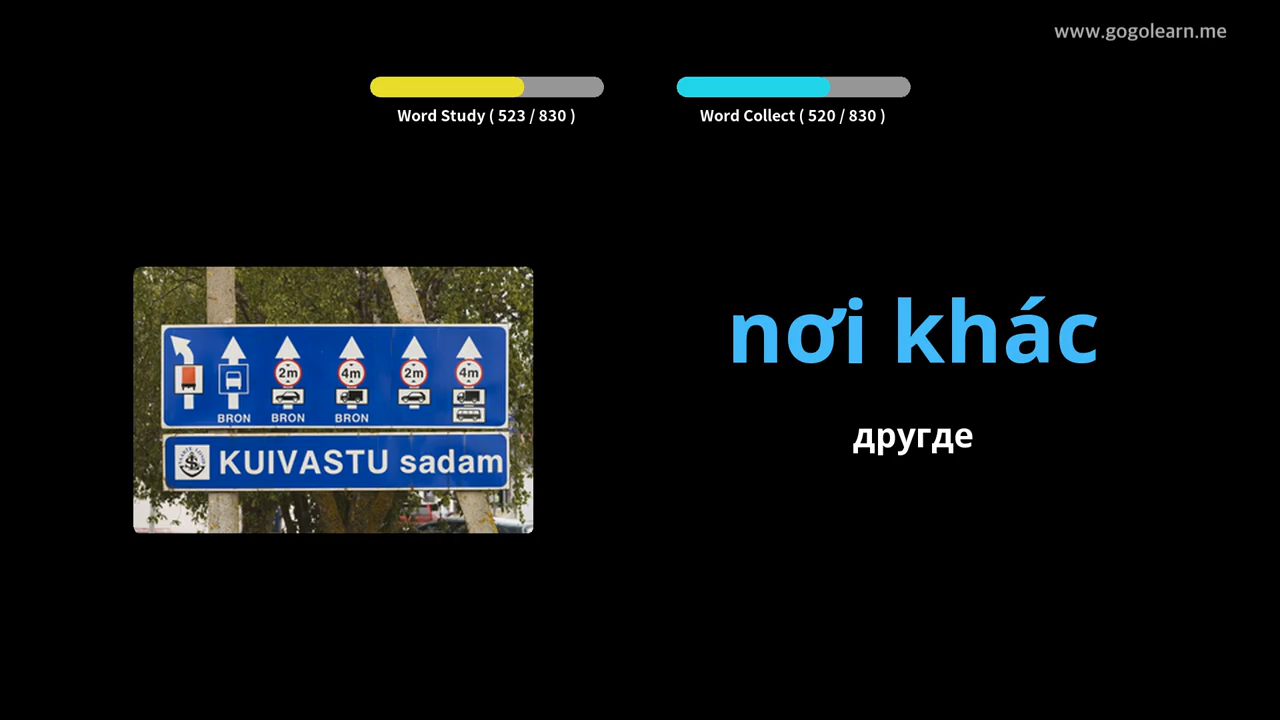 www.gogolearn.me
Word Study ( 523 / 830 )
Word Collect ( 520 / 830 )
2m
4m
2m
4m
BRON
BRON
BRON
KUIVASTU sadam
nơi khác
другде